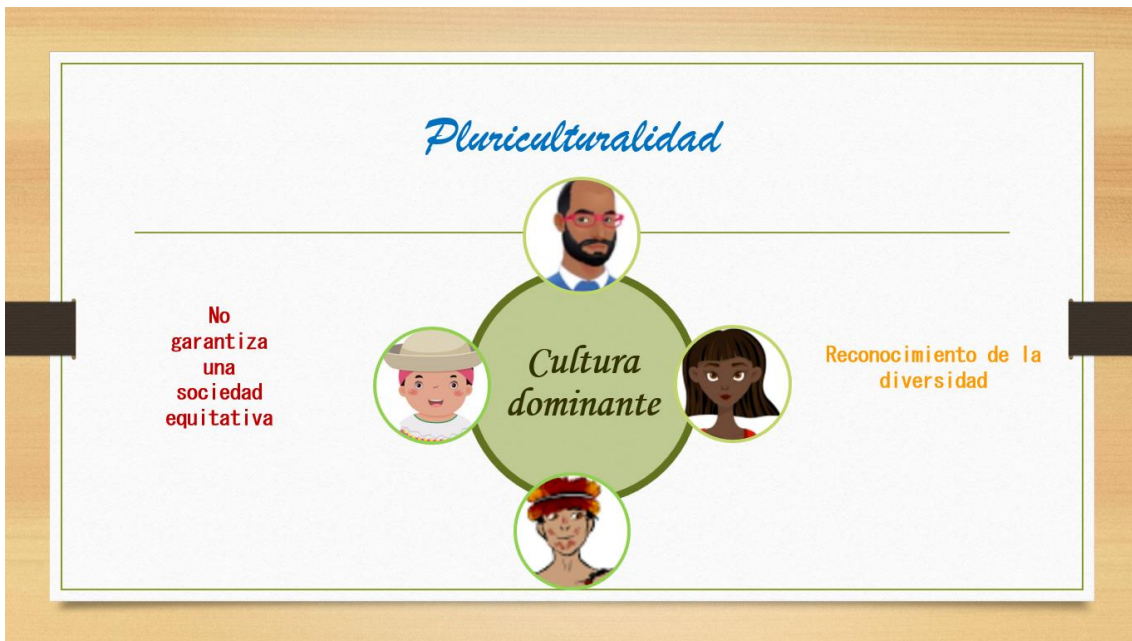 Pluriculturalidad
No
garantiza
una
sociedad
equitativa
Cultura
dominante
Reconocimiento de la
diversidad